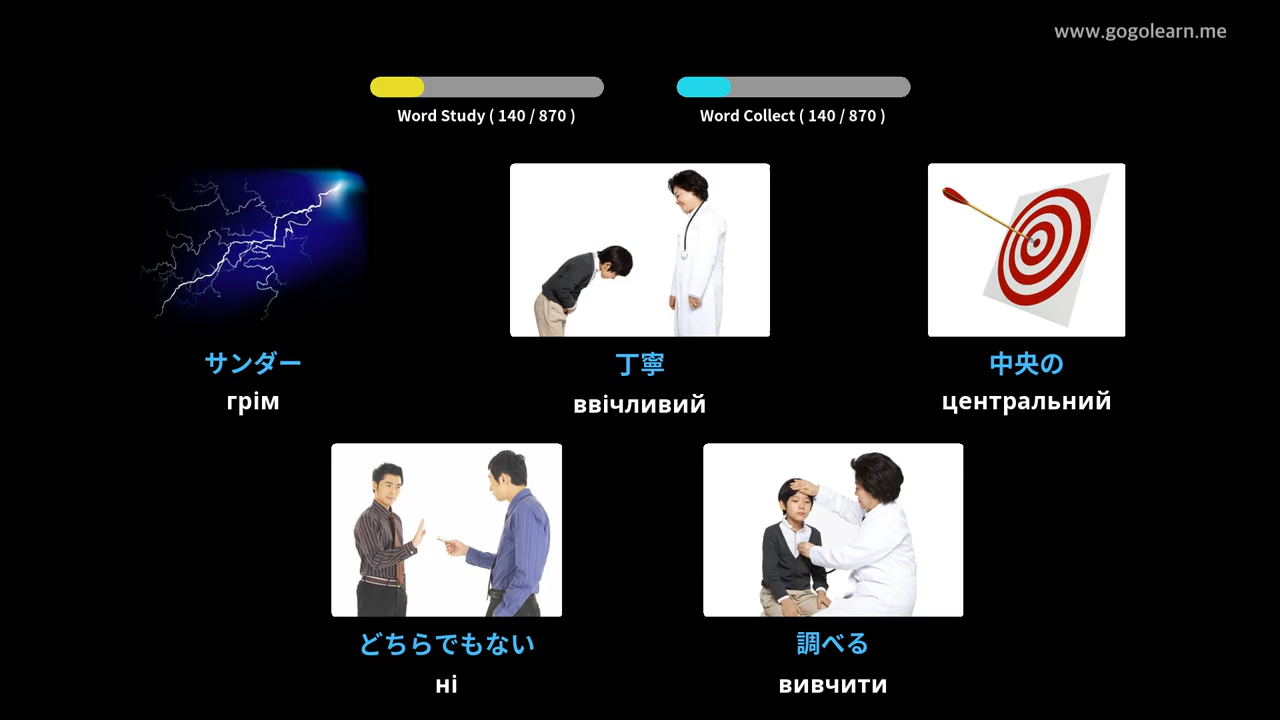 www.gogolearn.me
Word Study ( 140 / 870 )
Word Collect ( 140 / 870 )
サンダー
грім
丁寧
ввічливий
中央の
центральний
どちらでもない
ні
調べる
вивчити